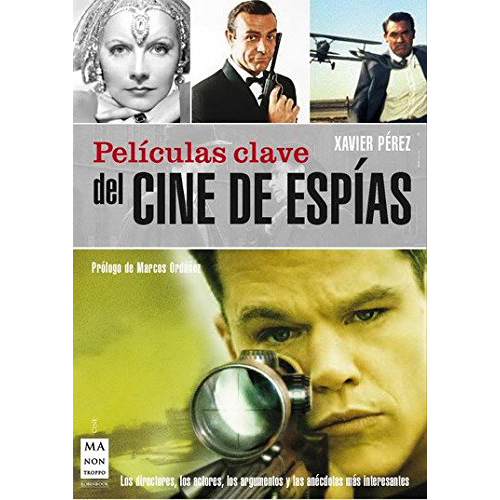 XAVIER PÉREZ
Películas clave
del CINE DE ESPÍAS
Prólogo de Marcos Ordóñez
CINE
MA
NON
TROPPO
Los directores, los actores, los argumentos y las anécdotas más interesantes